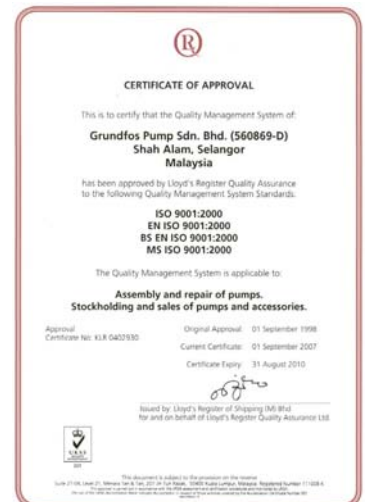 R
CERTIFICATE OF APPROVAL
This is to certify that the Quality Management System of:
Grundfos Pump Sdn. Bhd. (560869-D)
Shah Alam, Selangor
Malaysia
has been approved by Lloyd's Register Quality Assurance
to the following Quality Management System Standards:
ISO 9001:2000
EN ISO 9001:2000
BS EN ISO 9001:2000
MS ISO 9001:2000
The Quality Management System is applicable to:
Assembly and repair of pumps.
Stockholding and sales of pumps and accessories.
Approval
Certificate No: KLR 0402930
Original Approval: 01 September 1998
Current Certificate: 01 September 2007
Certificate Expiry: 31 August 2010
Issued by: Lloyd's Register of Shipping (M) Bhd
for and on behalf of Lloyd's Register Quality Assurance Ltd.
UKAS
001
This document is subject to the provision on the reverse